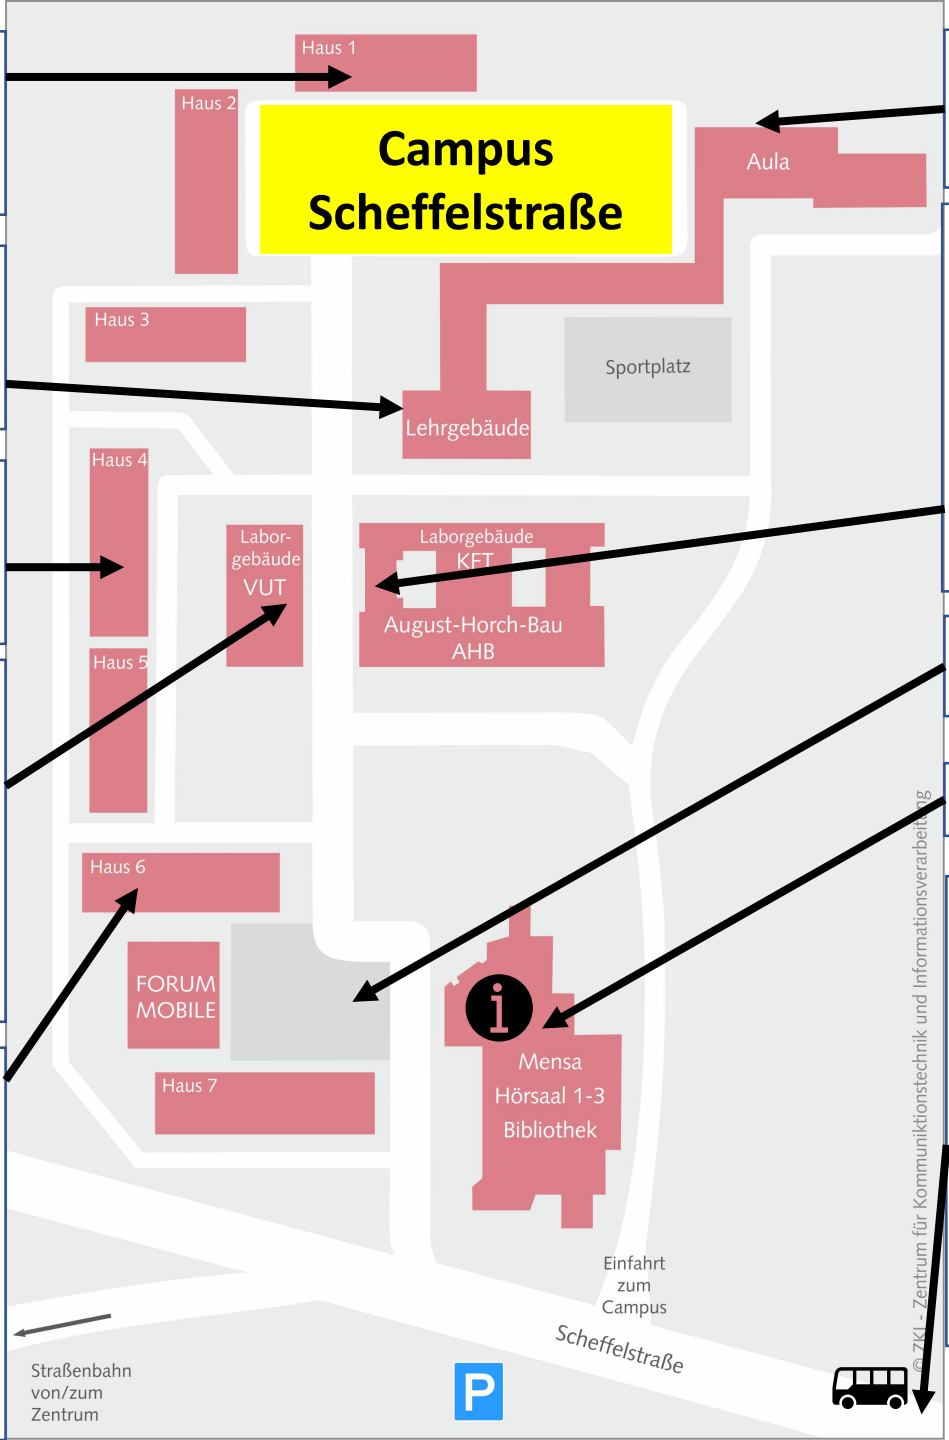 Haus 1
Haus 2
Campus
Scheffelstraße
Aula
Haus 3
Sportplatz
Lehrgebäude
Haus 4
Labor-
gebäude
VUT
Laborgebäude
KFT
August-Horch-Bau
AHB
Haus 5
Haus 6
FORUM
MOBILE
Haus 7
i
Mensa
Hörsaal 1-3
Bibliothek
Einfahrt
zum
Campus
Scheffelstraße
Straßenbahn
von/zum
Zentrum
P
© ZKI - Zentrum für Kommuniktionstechnik und Informationsverarbeitung